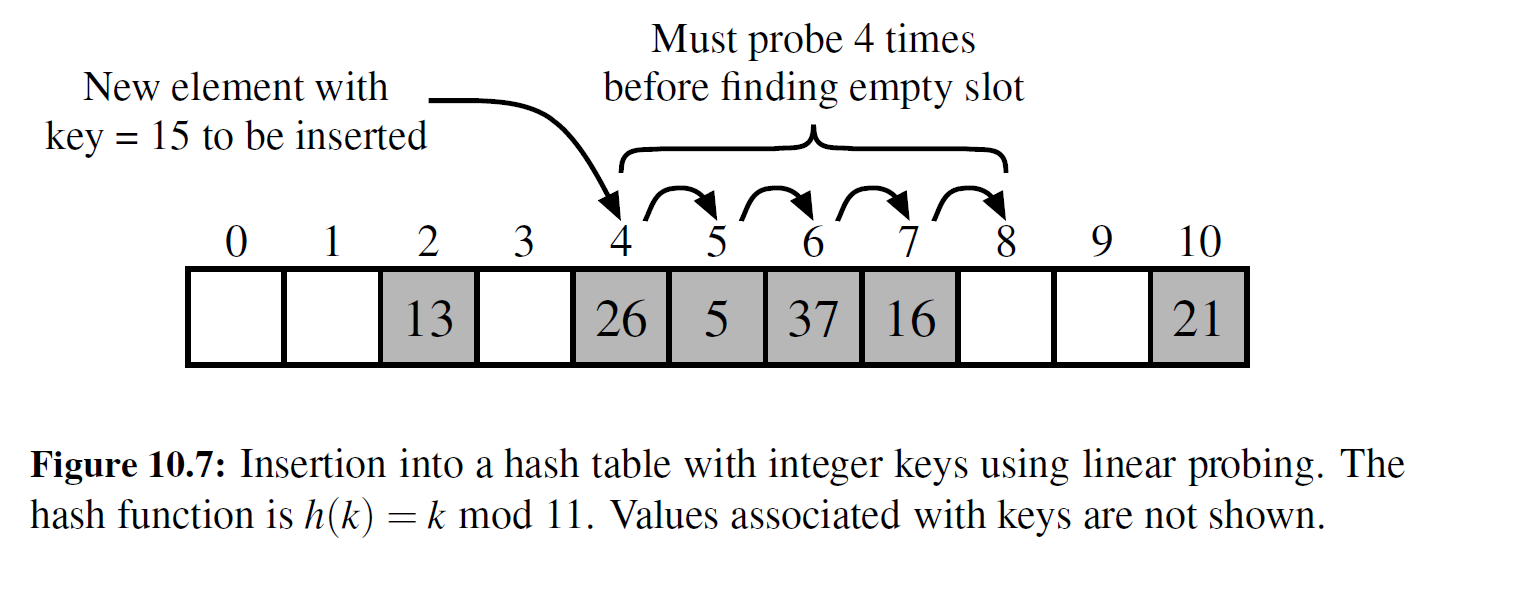 Must probe 4 times
before finding empty slot
New element with
key = 15 to be inserted
0 1 2 3 4 5 6 7 8 9 10
13 26 5 37 16 21
Figure 10.7: Insertion into a hash table with integer keys using linear probing. The
hash function is h(k) = k mod 11. Values associated with keys are not shown.